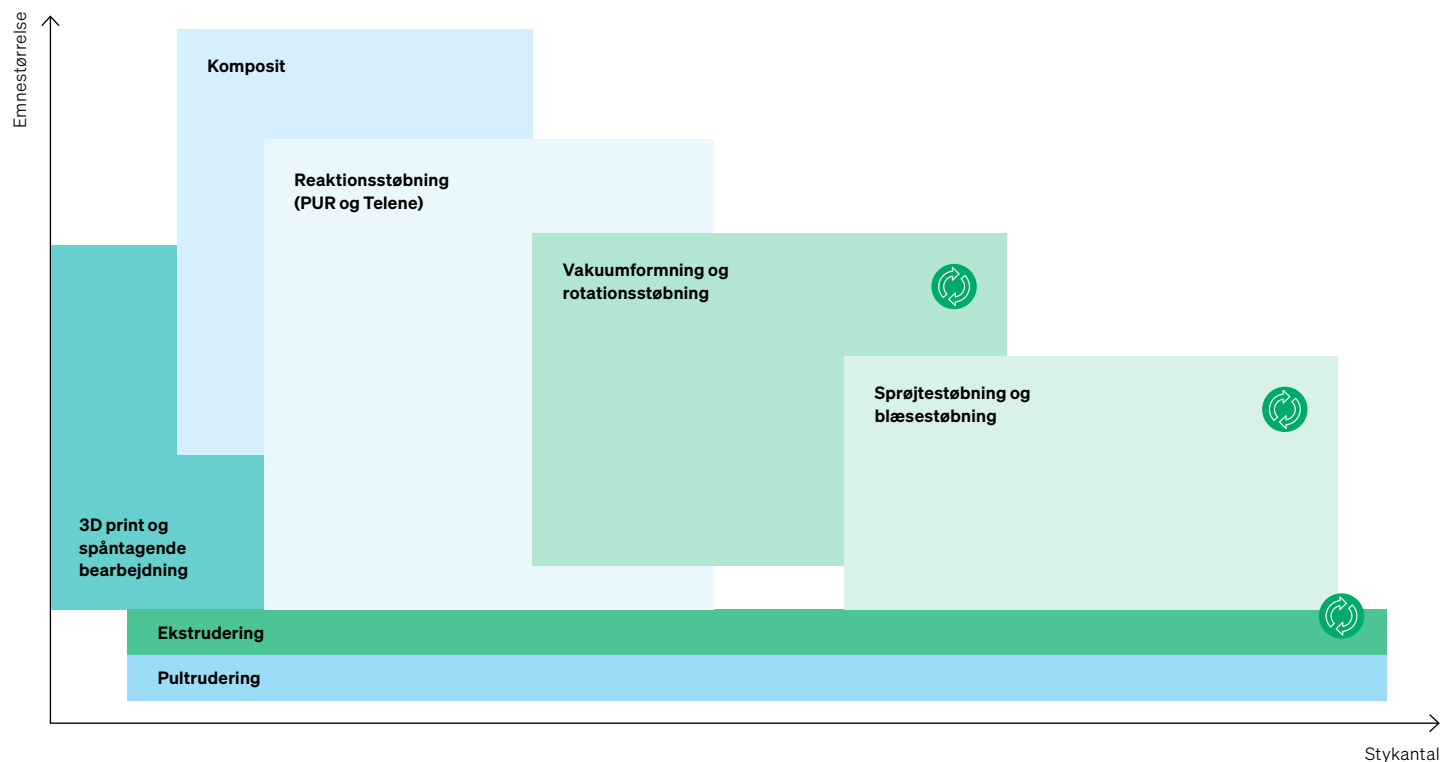 Emnestørrelse
Komposit
Reaktionsstøbning
(PUR og Telene)
Vakuumformning og
rotationsstøbning
Sprøjtestøbning og
blæsestøbning
3D print og
spåntagende
bearbejdning
Ekstrudering
Pultrudering
Stykantal